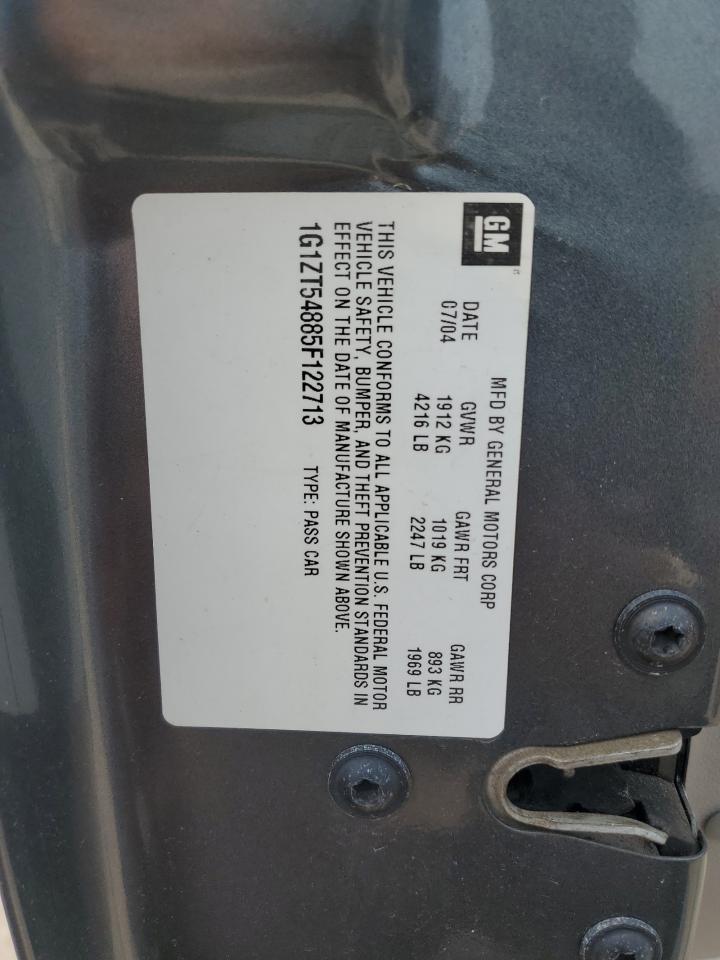 GM
MFD BY GENERAL MOTORS CORP
DATE GVWR GAWR FRT GAWR RR
07/04 1912 KG 1019 KG 893 KG
4216 LB 2247 LB 1969 LB
THIS VEHICLE CONFORMS TO ALL APPLICABLE U.S. FEDERAL MOTOR
VEHICLE SAFETY, BUMPER, AND THEFT PREVENTION STANDARDS IN
EFFECT ON THE DATE OF MANUFACTURE SHOWN ABOVE.
1G1ZT54885F122713 TYPE: PASS CAR